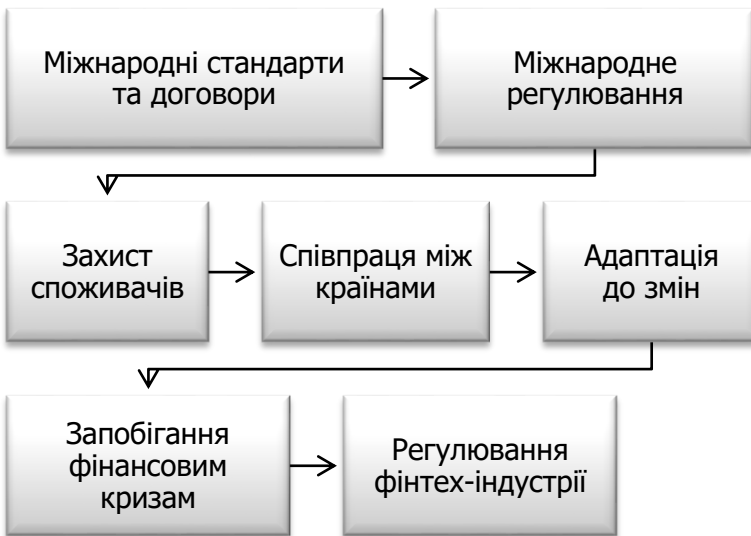 Міжнародні стандарти
та договори
Міжнародне
регулювання
Захист
споживачів
Співпраця між
країнами
Адаптація
до змін
Запобігання
фінансовим
кризам
Регулювання
фінтех-індустрії